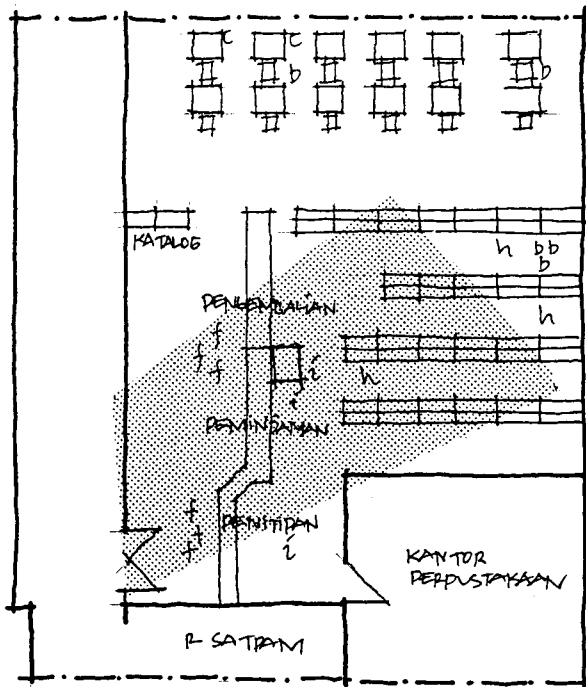 c
c
b
b
KATALOG
h
b b
b
PENGEMBALIAN
h
f
f
f
i
h
i
PEMINJAMAN
f
PENITIPAN
f
f
i
KANTOR
PERPUSTAKAAN
R SATPAM